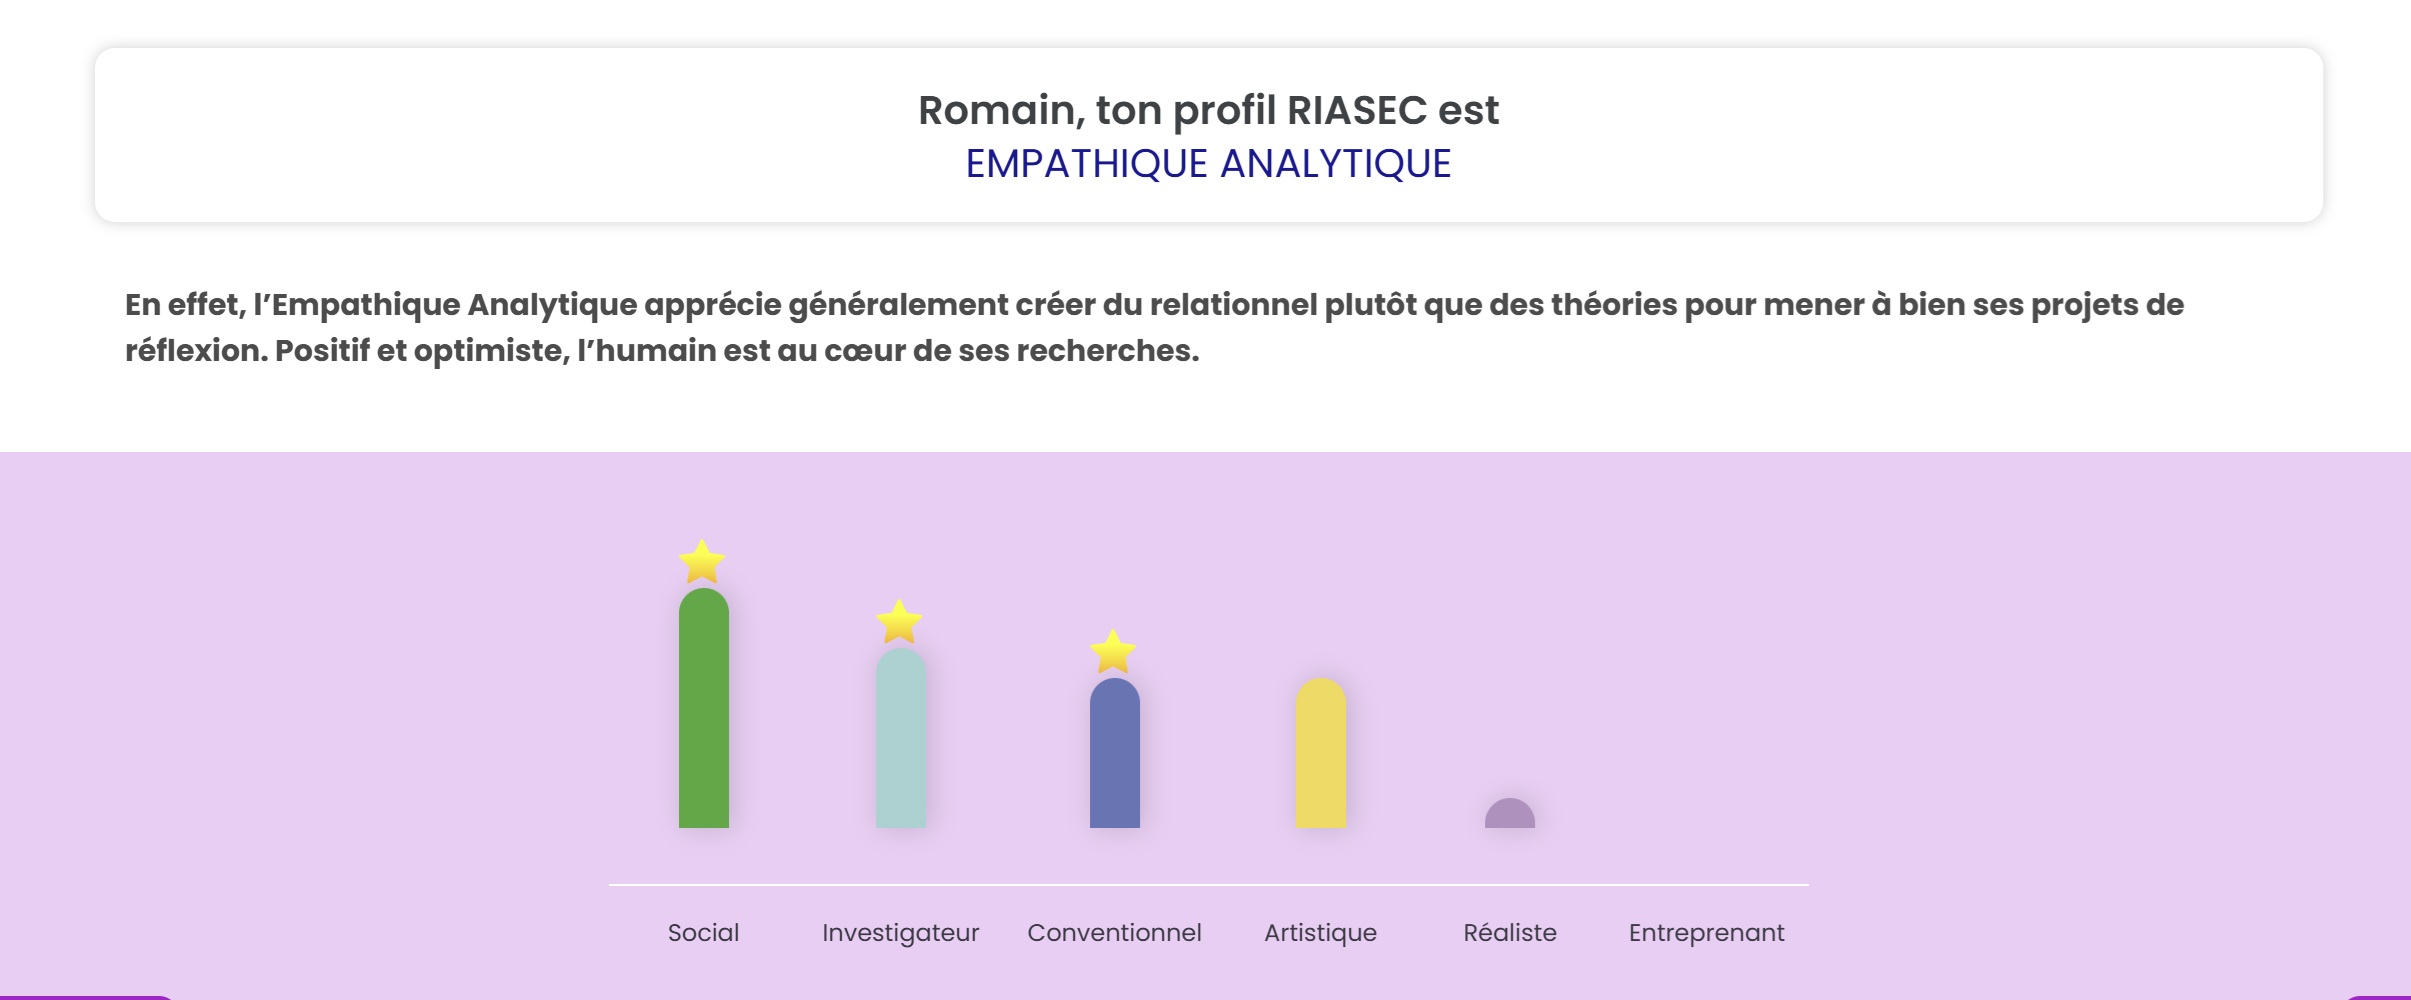 Romain, ton profil RIASEC est
EMPATHIQUE ANALYTIQUE
En effet, l’Empathique Analytique apprécie généralement créer du relationnel plutôt que des théories pour mener à bien ses projets de
réflexion. Positif et optimiste, l’humain est au cœur de ses recherches.
Social Investigateur Conventionnel Artistique Réaliste Entreprenant